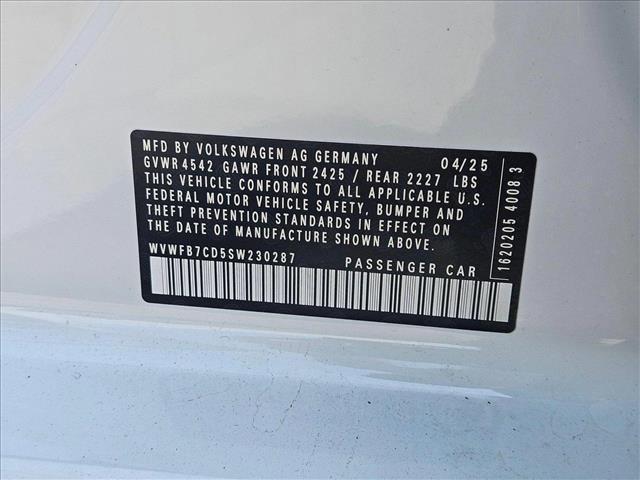 MFD BY VOLKSWAGEN AG GERMANY 04/25
GVWR 4542 GAWR FRONT 2425 / REAR 2227 LBS
THIS VEHICLE CONFORMS TO ALL APPLICABLE U.S.
FEDERAL MOTOR VEHICLE SAFETY, BUMPER AND
THEFT PREVENTION STANDARDS IN EFFECT ON
THE DATE OF MANUFACTURE SHOWN ABOVE.
WVWFB7CD5SW230287 PASSENGER CAR
1620205 4008 3